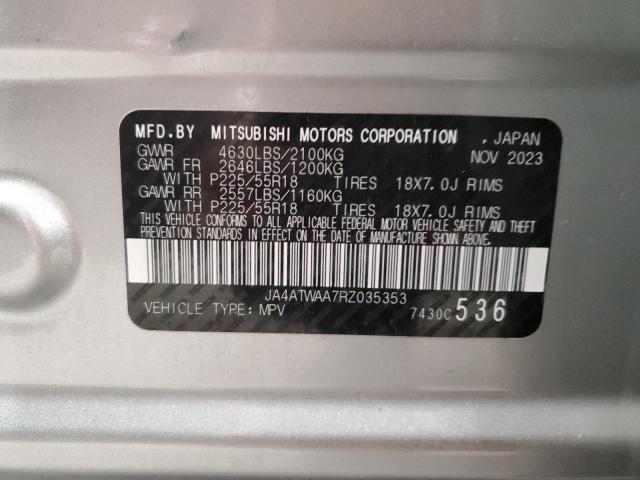 MFD.BY MITSUBISHI MOTORS CORPORATION , JAPAN
GVWR 4630LBS/2100KG NOV 2023
GAWR FR 2646LBS/1200KG
WITH P225/55R18 TIRES 18X7.0J RIMS
GAWR RR 2557LBS/1160KG
WITH P225/55R18 TIRES 18X7.0J RIMS
THIS VEHICLE CONFORMS TO ALL APPLICABLE FEDERAL MOTOR VEHICLE SAFETY AND THEFT
PREVENTION STANDARDS IN EFFECT ON THE DATE OF MANUFACTURE SHOWN ABOVE.
JA4ATWAA7RZ035353
VEHICLE TYPE: MPV 7430C 536